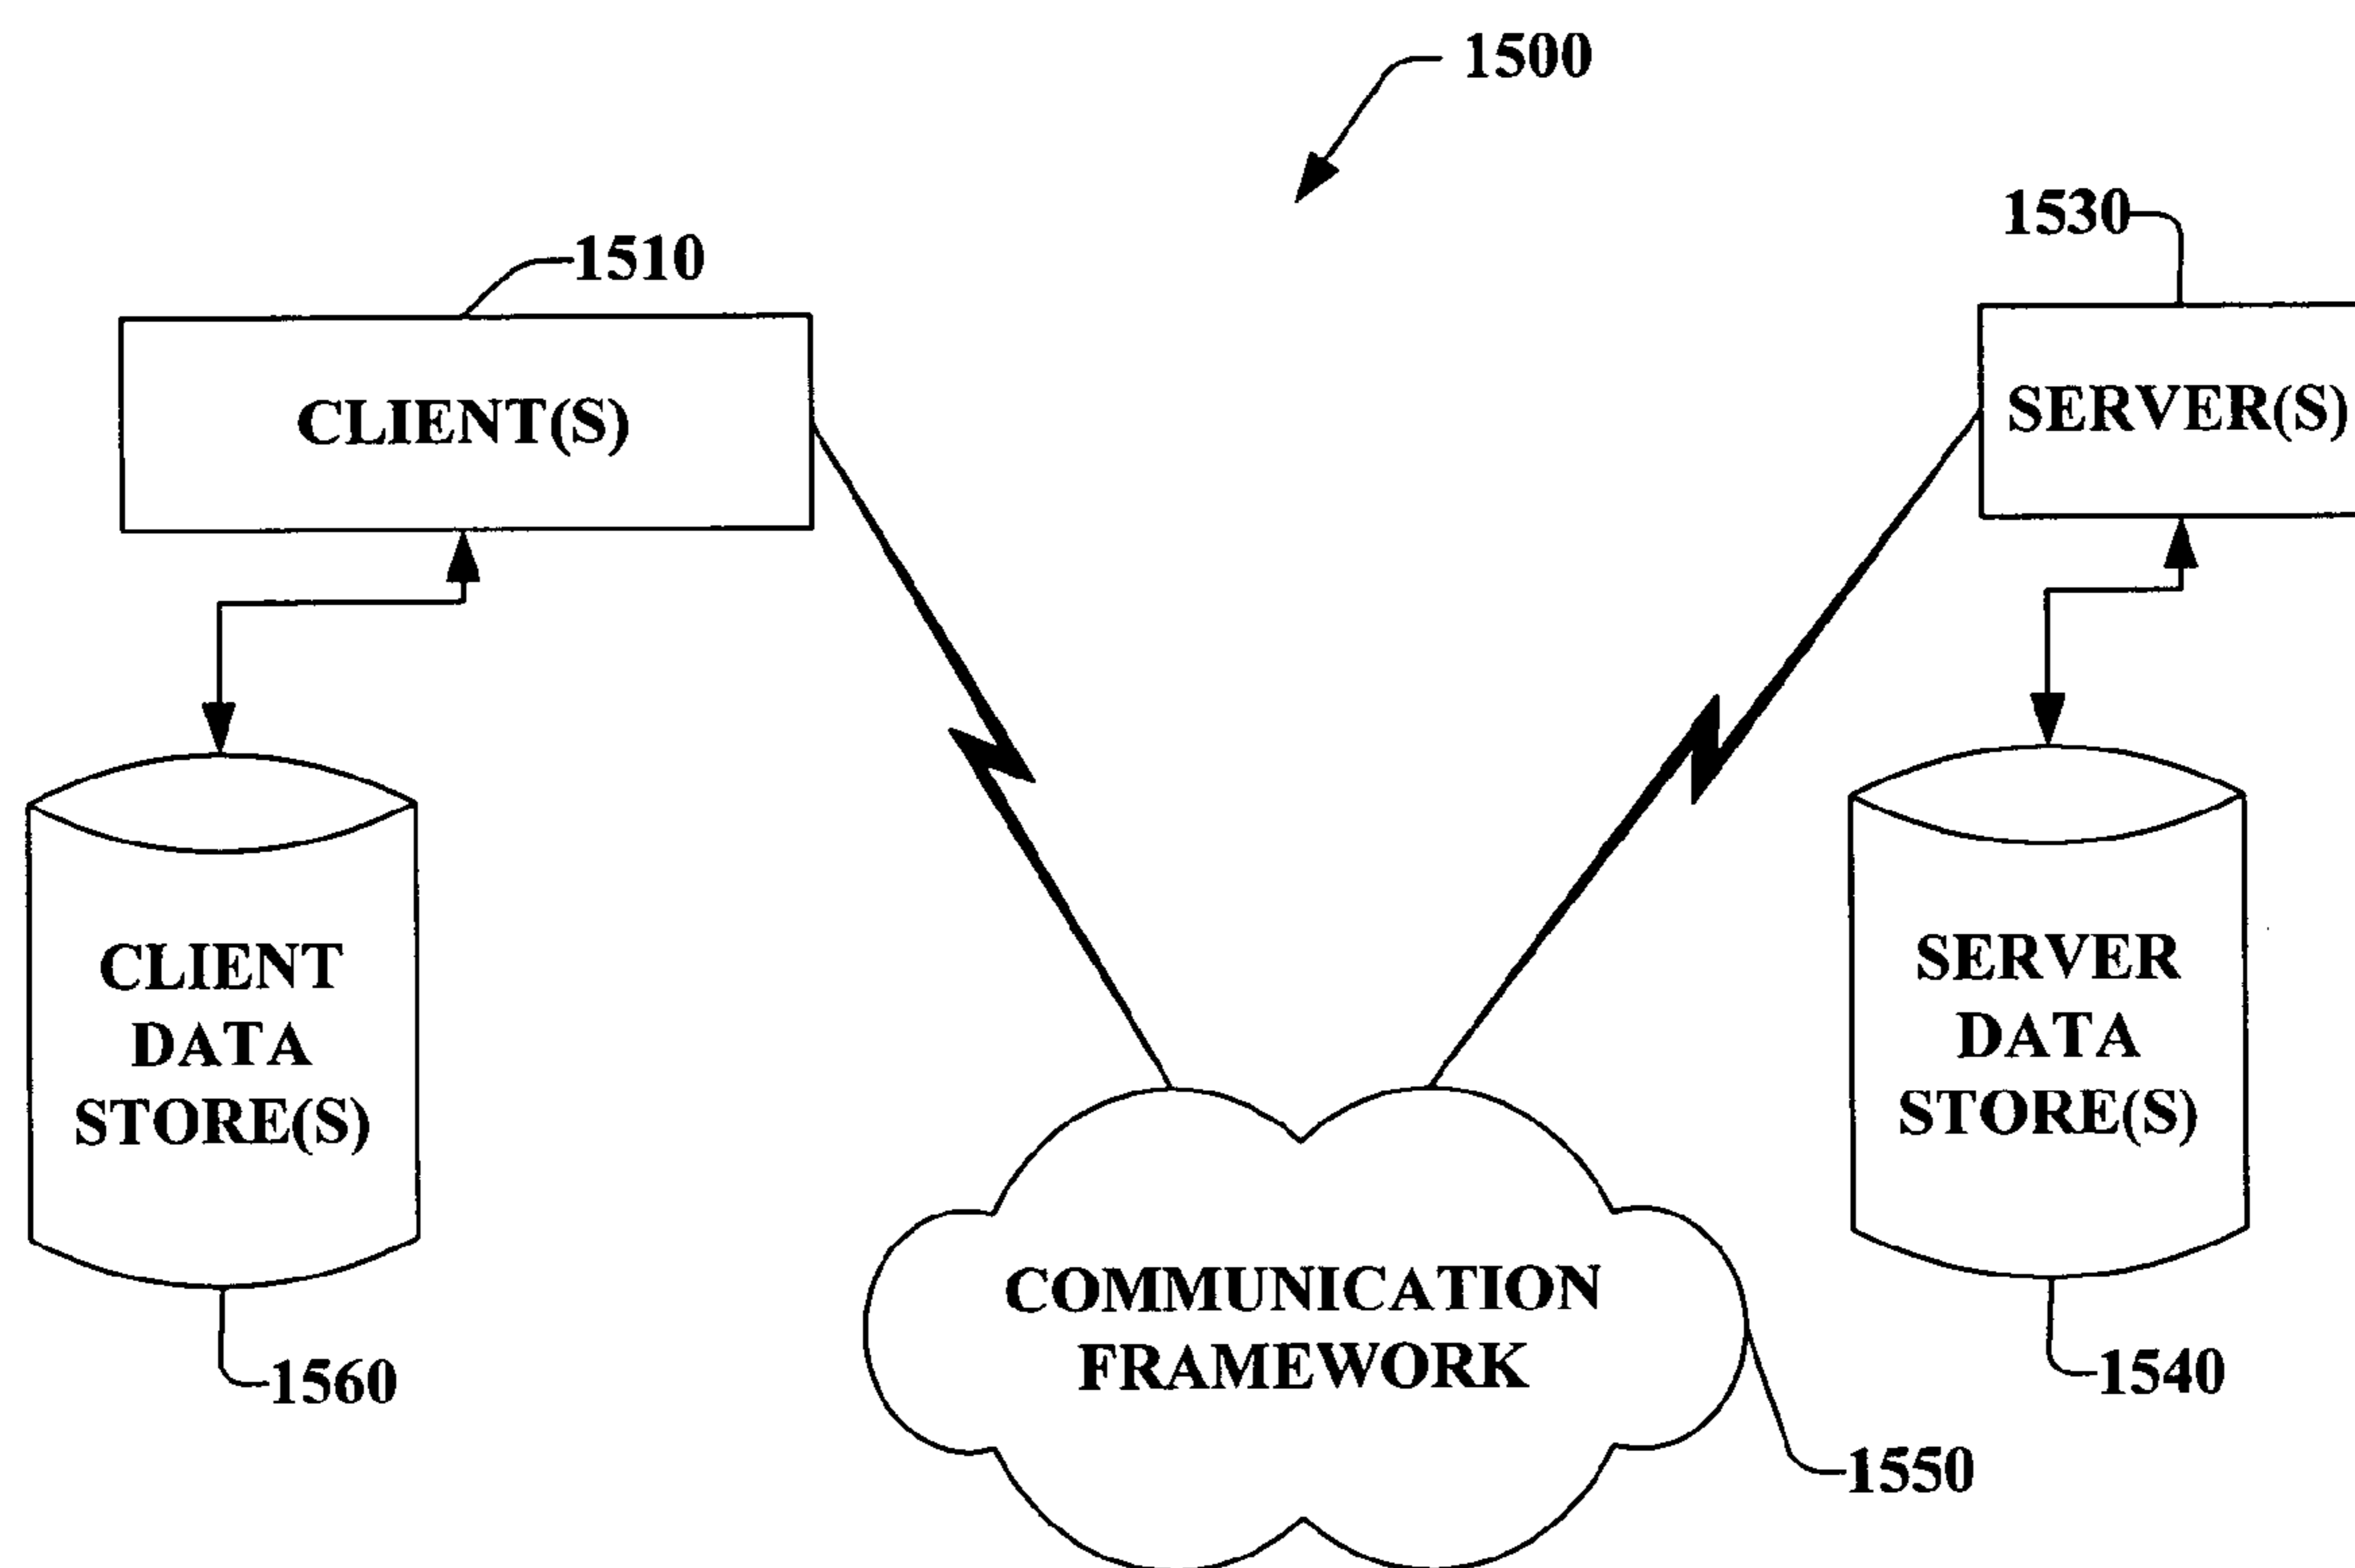 1500
1530
1510
CLIENT(S)
SERVER(S)
CLIENT
DATA
STORE(S)
SERVER
DATA
STORE(S)
COMMUNICATION
FRAMEWORK
1560
1540
1550